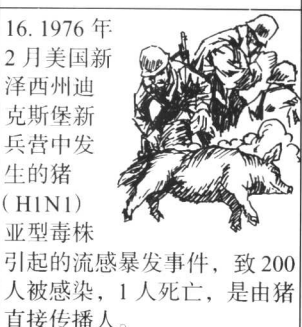 16. 1976 年
2 月美国新
泽西州迪
克斯堡新
兵营中发
生的猪
(H1N1)
亚型毒株
引起的流感暴发事件，致 200
人被感染，1 人死亡，是由猪
直接传播人。